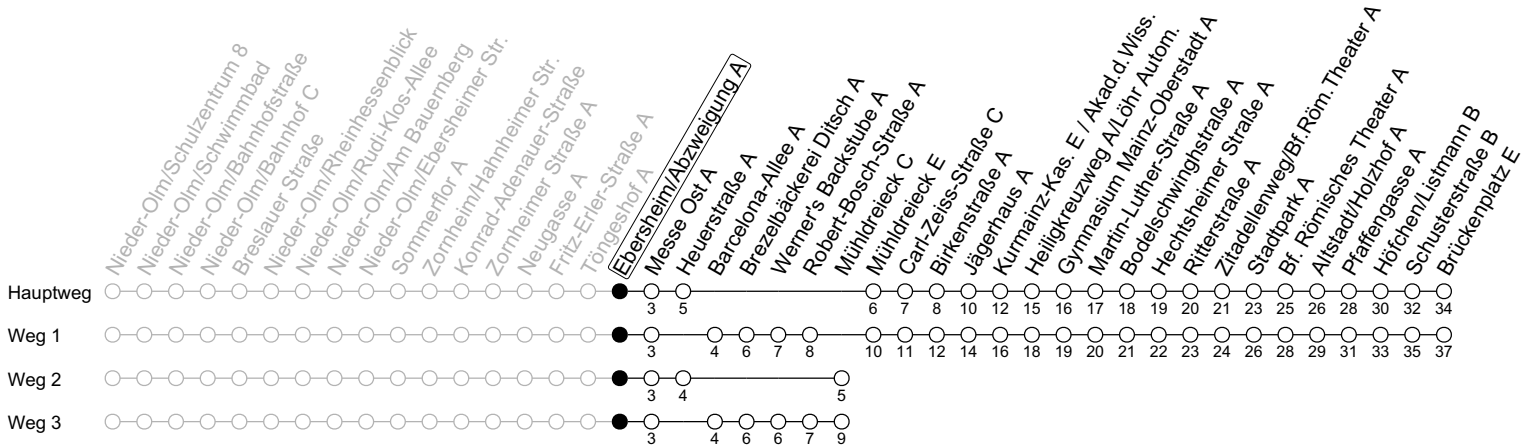 Nieder-Olm/Schulzentrum 8
Nieder-Olm/Schwimmbad
Nieder-Olm/Bahnhofstraße
Nieder-Olm/Bahnhof C
Breslauer Straße
Nieder-Olm/Rheinhessenblick
Nieder-Olm/Rudi-Klos-Allee
Nieder-Olm/Am Bauernberg
Nieder-Olm/Ebersheimer Str.
Sommerflor A
Zornheim/Hahnheimer Str.
Konrad-Adenauer-Straße
Zornheimer Straße A
Neugasse A
Fritz-Erler-Straße A
Töngeshof A
Ebersheim/Abzweigung A
Messe Ost A
Heuerstraße A
Barcelona-Allee A
Brezelbäckerei Ditsch A
Werner's Backstube A
Robert-Bosch-Straße A
Mühldreieck C
Mühldreieck E
Carl-Zeiss-Straße C
Birkenstraße A
Jägerhaus A
Kurmainz-Kas. E / Akad.d.Wiss.
Heiligkreuzweg A/Löhr Autom.
Gymnasium Mainz-Oberstadt A
Martin-Luther-Straße A
Bodelschwinghstraße A
Hechtsheimer Straße A
Ritterstraße A
Zitadellenweg/Bf.Röm.Theater A
Stadtpark A
Bf. Römisches Theater A
Altstadt/Holzhof A
Pfaffengasse A
Höfchen/Listmann B
Schusterstraße B
Brückenplatz E
Hauptweg
3 5 6 7 8 10 12 15 16 17 18 19 20 21 23 25 26 28 30 32 34
Weg 1
3 4 6 7 8 10 11 12 14 16 18 19 20 21 22 23 24 26 28 29 31 33 35 37
Weg 2
3 4 5
Weg 3
3 4 6 6 7 9